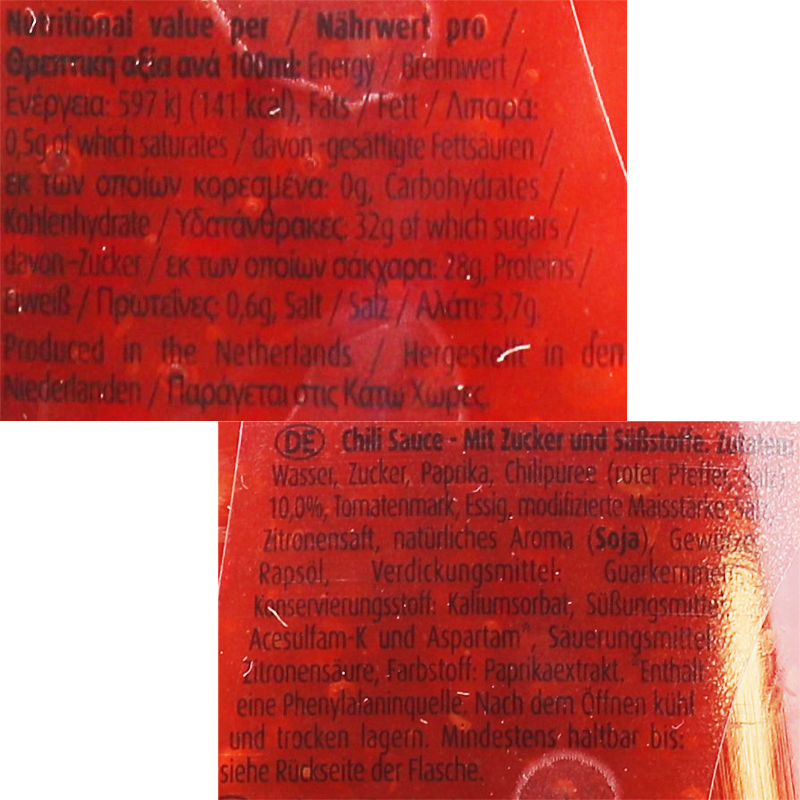 Nutritional value per / Nährwert pro /
Θρεπτική αξία ανά 100ml: Energy / Brennwert /
Ενέργεια: 597 kj (141 kcal), Fats / Fett / Λιπαρά:
0,5g of which saturates / davon -gesättigte Fettsäuren /
εκ των οποίων κορεσμένα: 0g, Carbohydrates /
Kohlenhydrate / Υδατάνθρακες: 32g of which sugars /
davon-Zucker / εκ των οποίων σάκχαρα: 28g, Proteins /
Eiweiß / Πρωτεΐνες: 0,6g, Salt / Salz / Αλάτι: 3,7g.
Produced in the Netherlands / Hergestellt in den
Niederlanden / Παράγεται στις Κάτω Χώρες.
DE Chili Sauce - Mit Zucker und Süßstoffe. Zutaten:
Wasser, Zucker, Paprika, Chilipüree (roter Pfeffer, Salz)
10,0%, Tomatenmark, Essig, modifizierte Maisstärke, Salz,
Zitronensaft, natürliches Aroma (Soja), Gewürze,
Rapsöl, Verdickungsmittel: Guarkernmehl,
Konservierungsstoff: Kaliumsorbat, Süßungsmittel:
Acesulfam-K und Aspartam*, Säuerungsmittel:
Zitronensäure, Farbstoff: Paprikaextrakt. *Enthält
eine Phenylalaninquelle. Nach dem Öffnen kühl
und trocken lagern. Mindestens haltbar bis:
siehe Rückseite der Flasche.